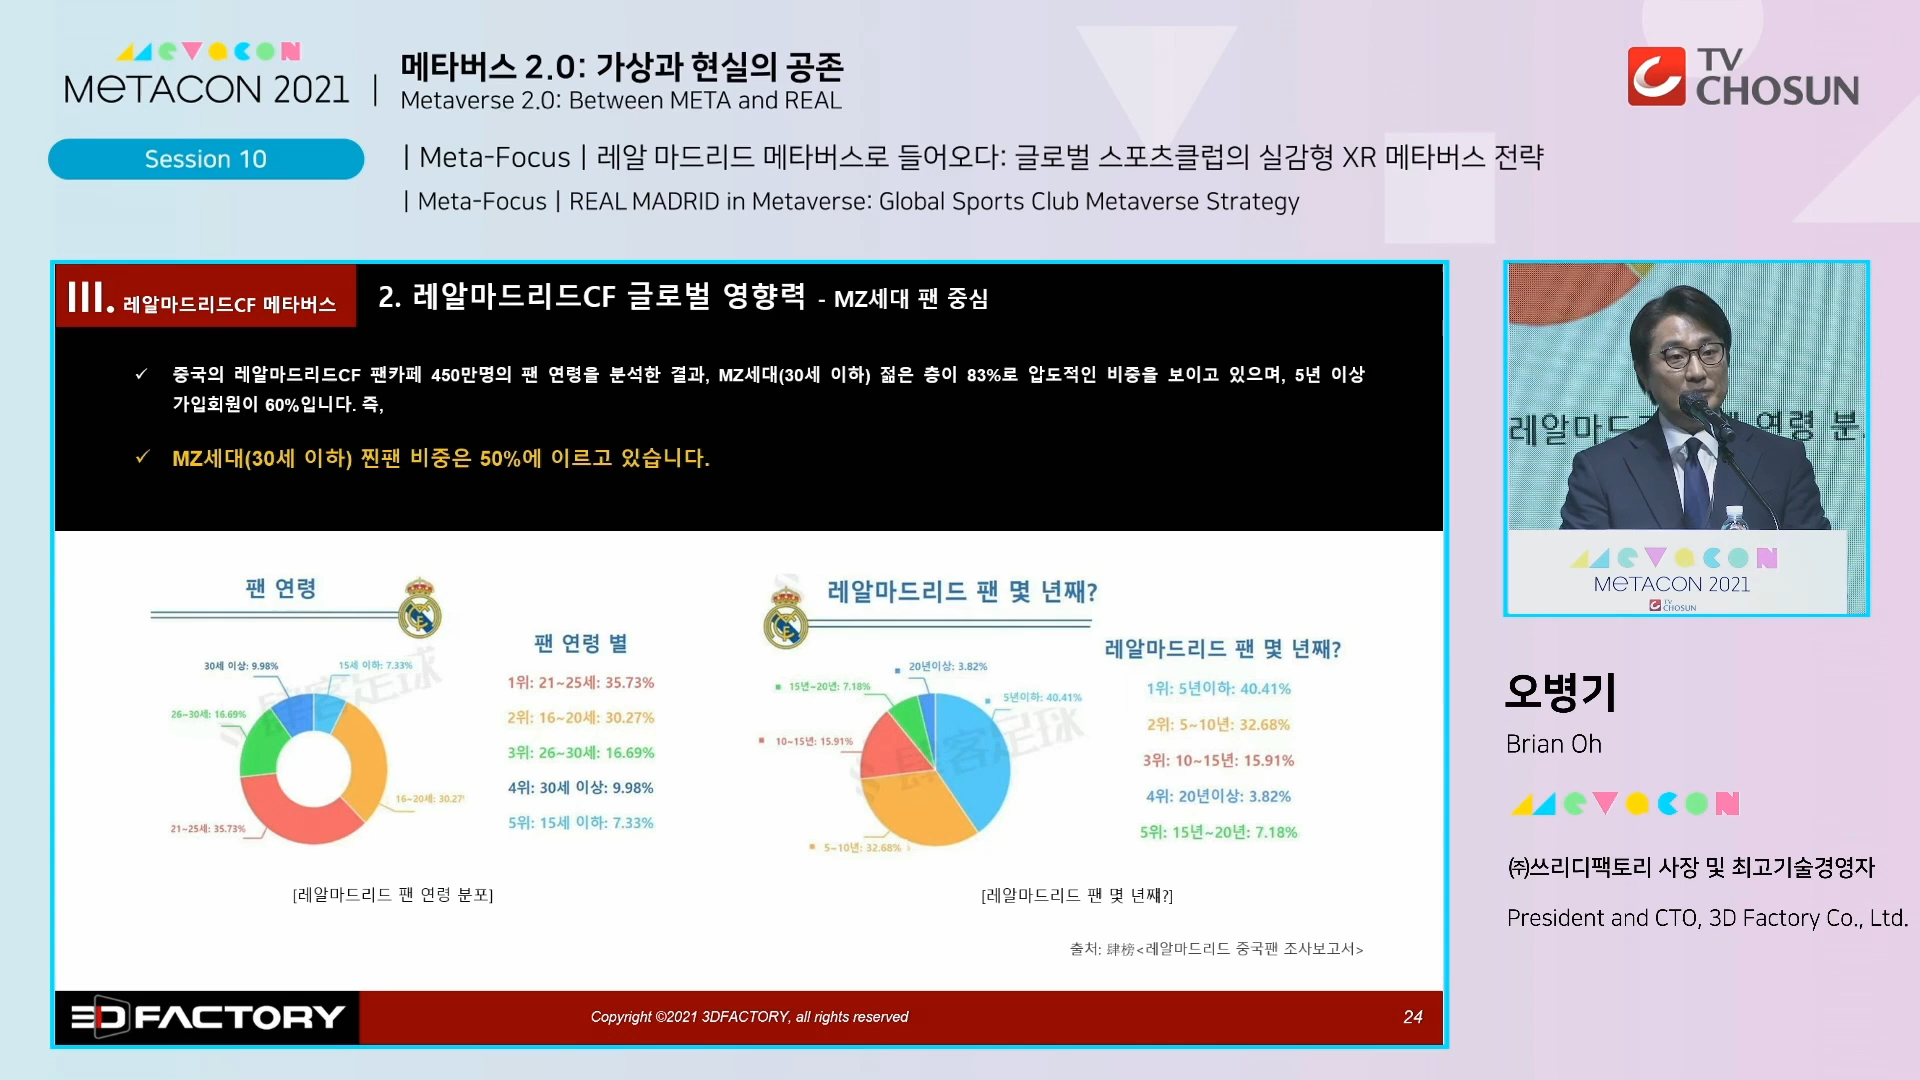 MEVACON
METACON 2021
메타버스 2.0: 가상과 현실의 공존
Metaverse 2.0: Between META and REAL
TV
CHOSUN
Session 10
| Meta-Focus | 레알 마드리드 메타버스로 들어오다: 글로벌 스포츠클럽의 실감형 XR 메타버스 전략
| Meta-Focus | REAL MADRID in Metaverse: Global Sports Club Metaverse Strategy
III. 레알마드리드CF 메타버스
2. 레알마드리드CF 글로벌 영향력 - MZ세대 팬 중심
✓ 중국의 레알마드리드CF 팬카페 450만명의 팬 연령을 분석한 결과, MZ세대(30세 이하) 젊은 층이 83%로 압도적인 비중을 보이고 있으며, 5년 이상
가입회원이 60%입니다. 즉,
✓ MZ세대(30세 이하) 찐팬 비중은 50%에 이르고 있습니다.
팬 연령
30세 이상: 9.98%
15세 이하: 7.33%
26~30세: 16.69%
16~20세: 30.27
21~25세: 35.73%
팬 연령 별
1위: 21~25세: 35.73%
2위: 16~20세: 30.27%
3위: 26~30세: 16.69%
4위: 30세 이상: 9.98%
5위: 15세 이하: 7.33%
[레알마드리드 팬 연령 분포]
레알마드리드 팬 몇 년째?
20년이상: 3.82%
15년~20년: 7.18%
5년이하: 40.41%
10~15년: 15.91%
5~10년: 32.68%
레알마드리드 팬 몇 년째?
1위: 5년이하: 40.41%
2위: 5~10년: 32.68%
3위: 10~15년: 15.91%
4위: 20년이상: 3.82%
5위: 15년~20년: 7.18%
[레알마드리드 팬 몇 년째?]
출처: 肆榜<레알마드리드 중국팬 조사보고서>
3DFACTORY
Copyright ©2021 3DFACTORY, all rights reserved
24
레알마드
연령 분
MEVACON
METACON 2021
TV
CHOSUN
오병기
Brian Oh
MEVACON
㈜쓰리디팩토리 사장 및 최고기술경영자
President and CTO, 3D Factory Co., Ltd.